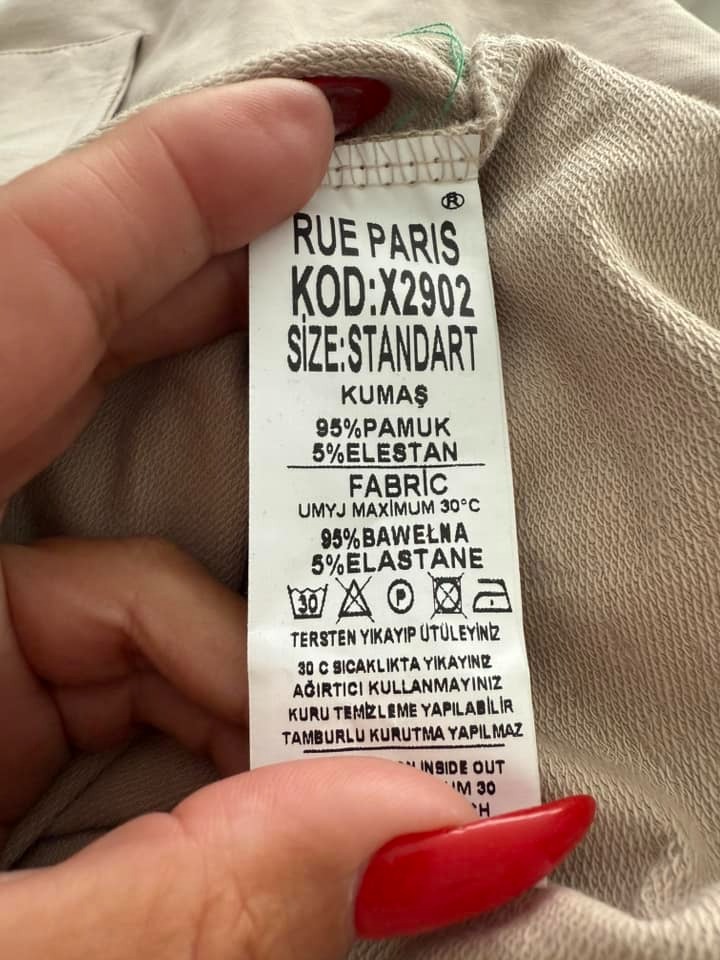 ®
RUE PARIS
KOD:X2902
SİZE:STANDART
KUMAŞ
95%PAMUK
5%ELESTAN
FABRİC
UMYJ MAXİMUM 30°C
95%BAWEŁNA
5%ELASTANE
30 P
TERSTEN YIKAYIP ÜTÜLEYİNİZ
30 C SICAKLIKTA YIKAYINIZ
AĞIRTICI KULLANMAYINIZ
KURU TEMİZLEME YAPILABİLİR
TAMBURLU KURUTMA YAPILMAZ
INSIDE OUT
30